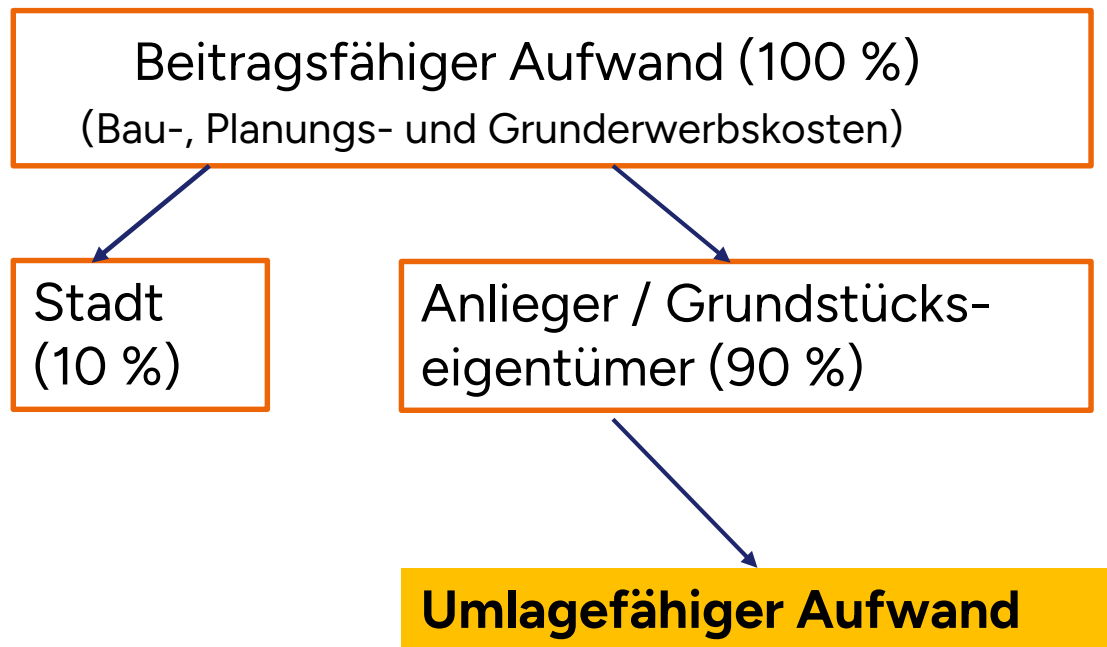 Beitragsfähiger Aufwand (100 %)
(Bau-, Planungs- und Grunderwerbskosten)
Stadt
(10 %)
Anlieger / Grundstücks-
eigentümer (90 %)
Umlagefähiger Aufwand